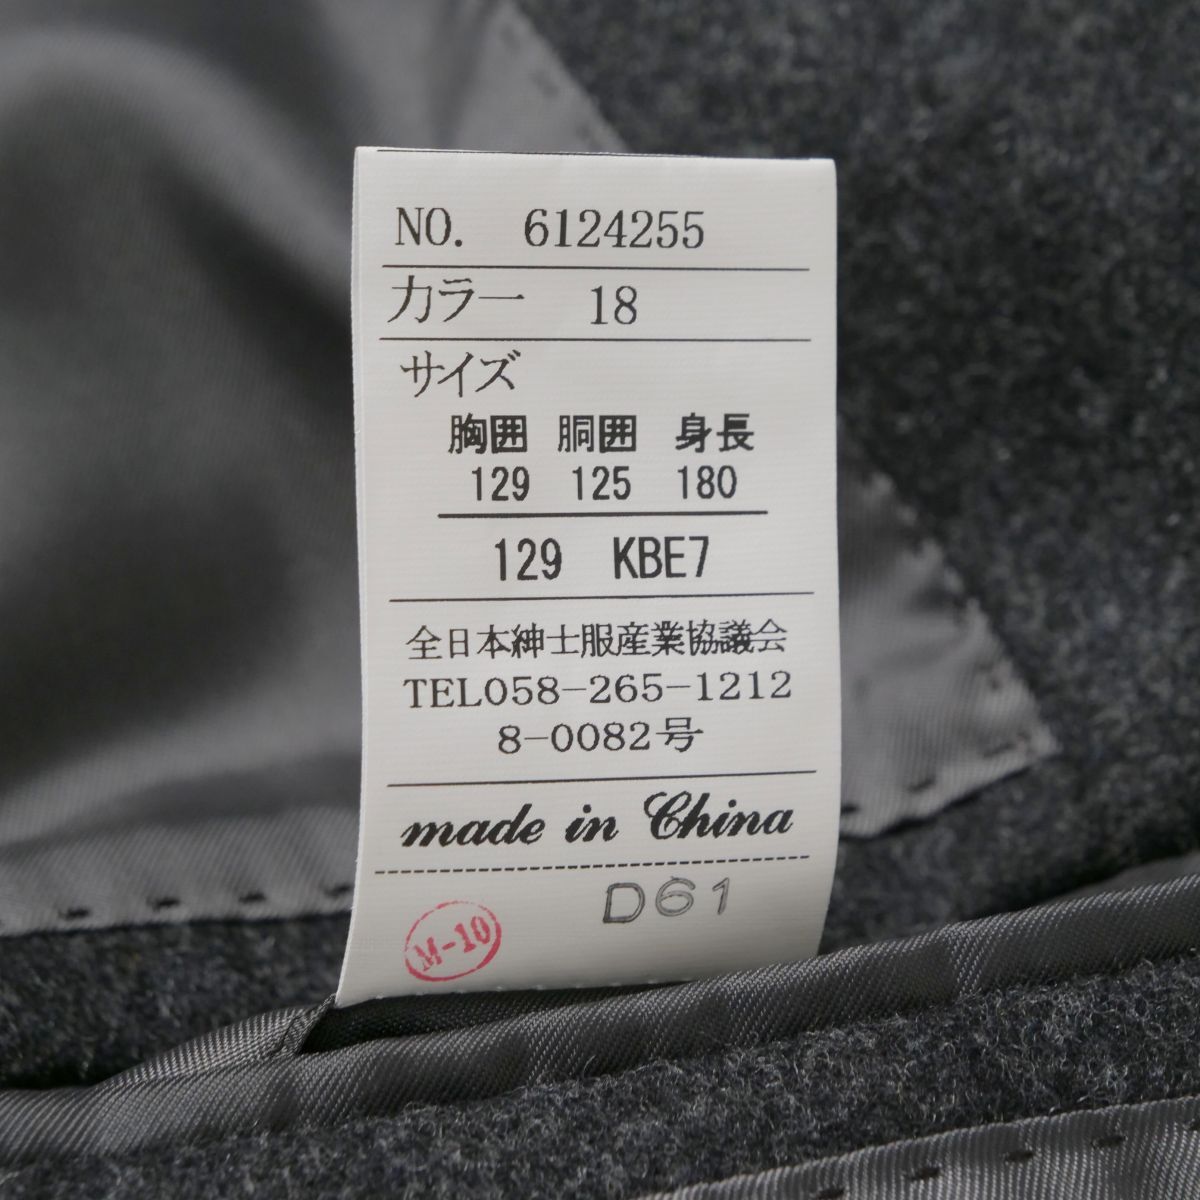 NO. 6124255
カラー 18
サイズ
胸囲 胴囲 身長
129 125 180
129 KBE7
全日本紳士服産業協議会
TEL058-265-1212
8-0082号
made in China
D61
M-10